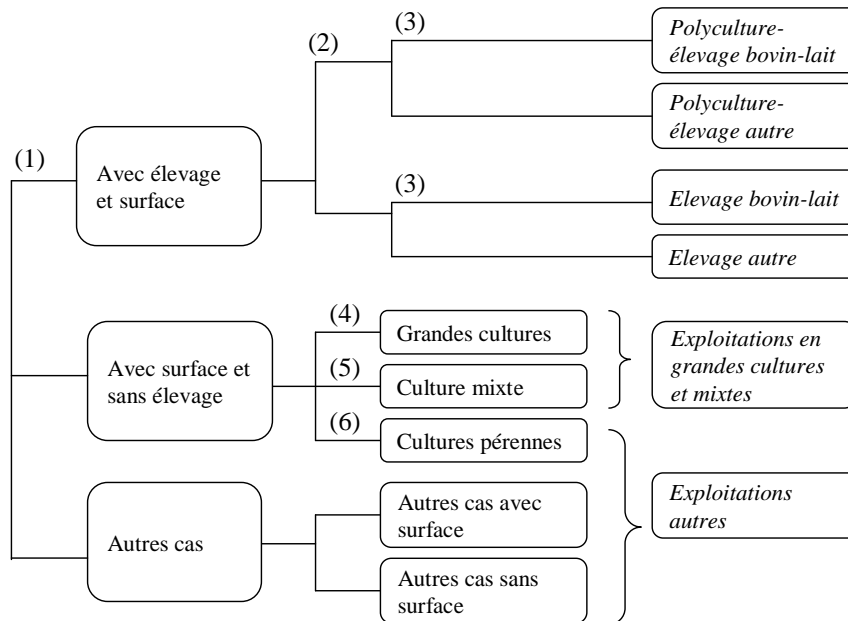 (3)
Polyculture-
élevage bovin-lait
(2)
Polyculture-
élevage autre
(1)
Avec élevage
et surface
(3)
Elevage bovin-lait
Elevage autre
(4)
Grandes cultures
Avec surface et
sans élevage
(5)
Culture mixte
Exploitations en
grandes cultures
et mixtes
(6)
Cultures pérennes
Autres cas
Autres cas avec
surface
Autres cas sans
surface
Exploitations
autres